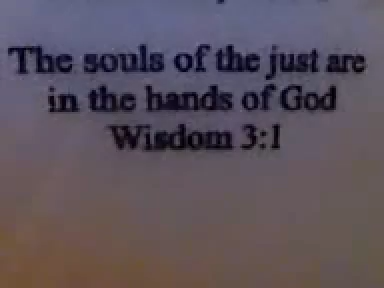 The souls of the just are
in the hands of God
Wisdom 3:1